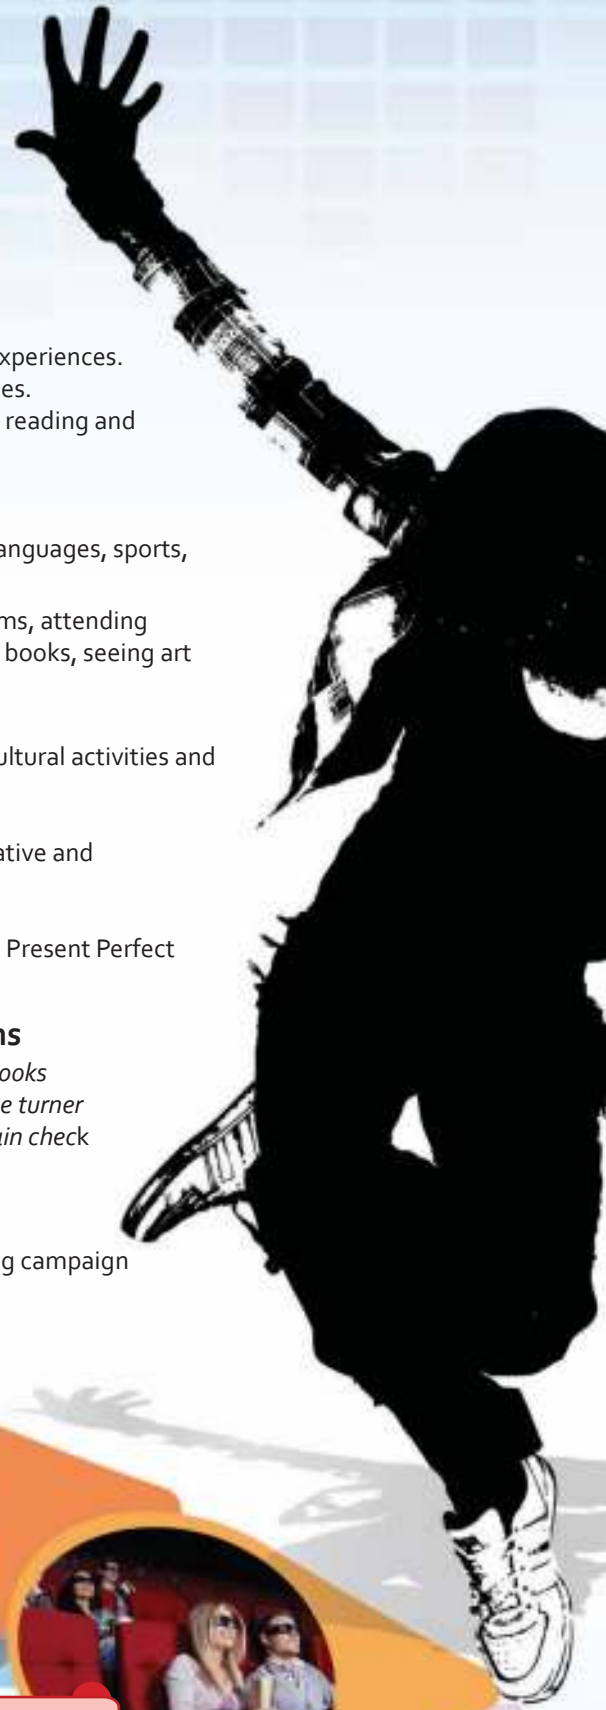 xperiences.
es.
reading and
anguages, sports,
ms, attending
books, seeing art
ultural activities and
ative and
Present Perfect
ns
ooks
e turner
ain check
g campaign